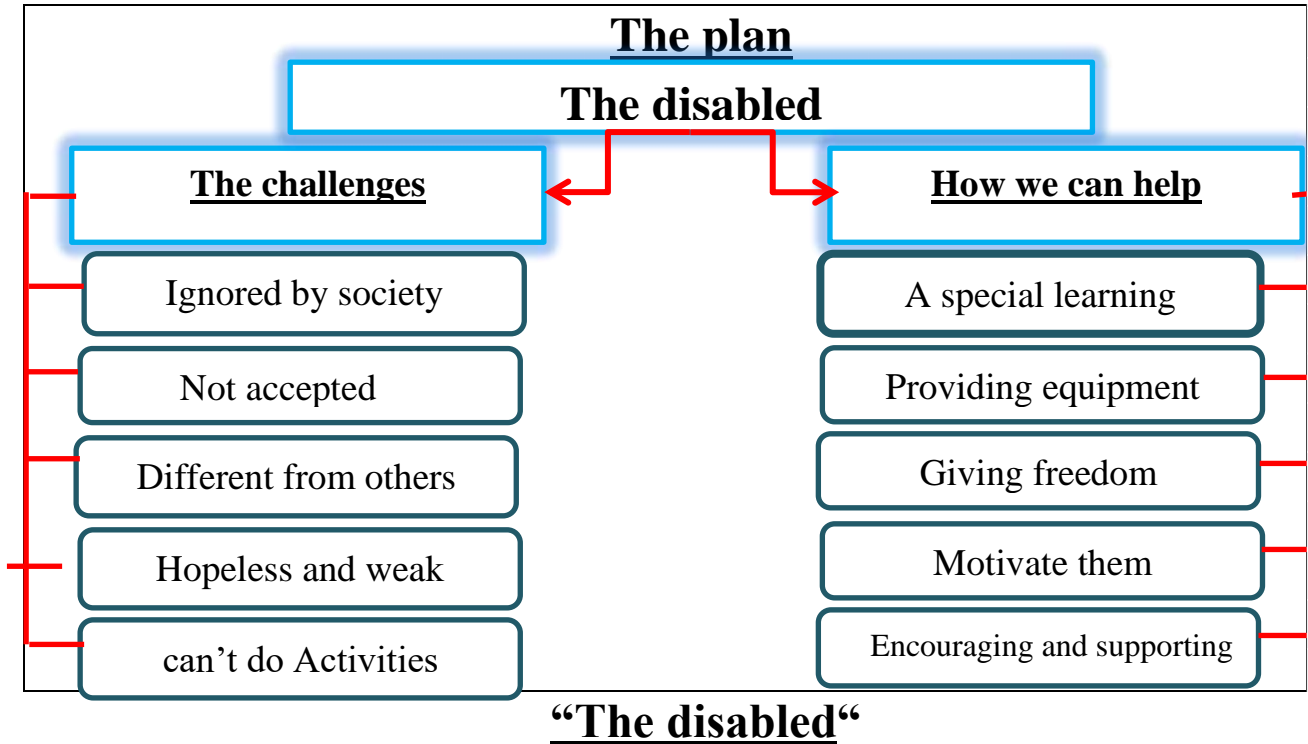 The plan
The disabled
The challenges
Ignored by society
Not accepted
Different from others
Hopeless and weak
can’t do Activities
How we can help
A special learning
Providing equipment
Giving freedom
Motivate them
Encouraging and supporting
“The disabled“